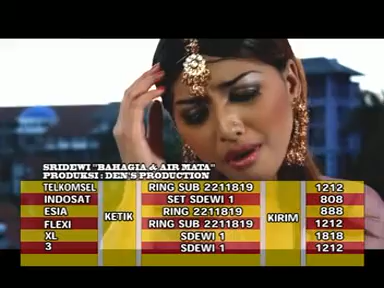 SRIDEWI "BAHAGIA & AIR MATA"
PRODUKSI : DEN'S PRODUCTION
TELKOMSEL RING SUB 2211819 1212
INDOSAT SET SDEWI 1 808
ESIA KETIK RING 2211819 KIRIM 888
FLEXI RING SUB 2211819 1212
XL SDEWI 1 1818
3 SDEWI 1 1212